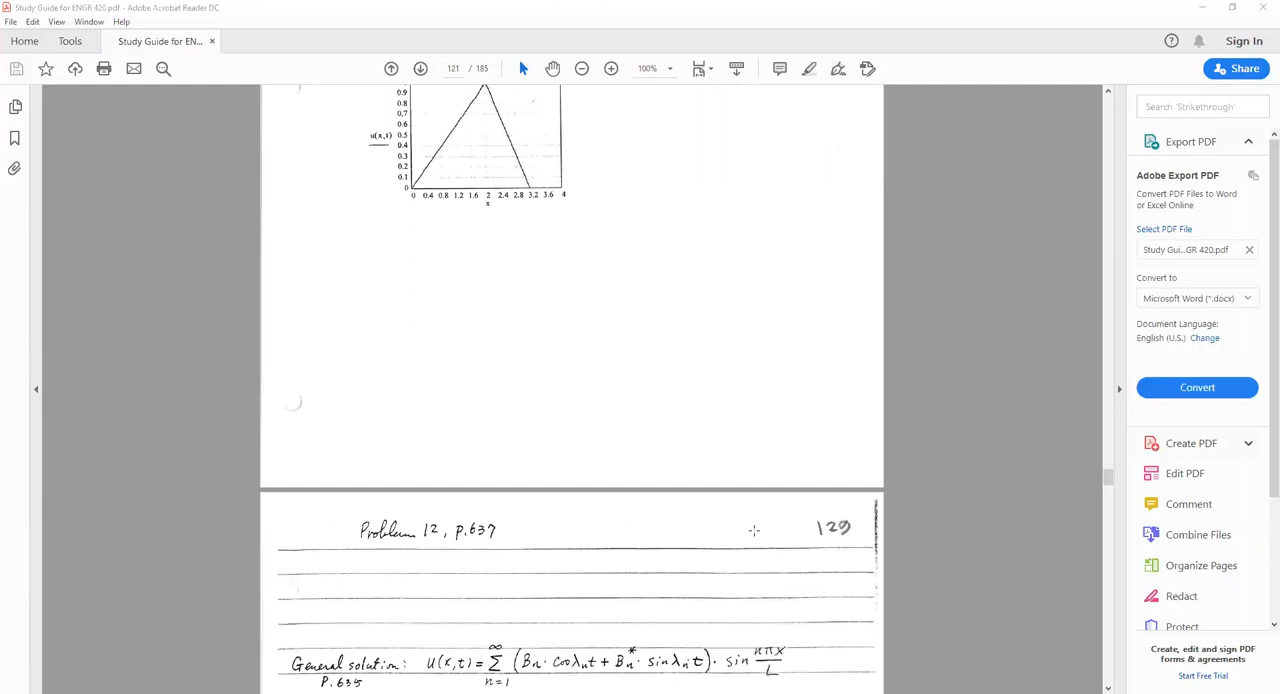 Study Guide for ENGR 420.pdf - Adobe Acrobat Reader DC
File Edit View Window Help
Home Tools Study Guide for EN... × Sign In
121 / 185 100% Share
0.9
0.8
0.7
0.6
u(x,t) 0.5
0.4
0.3
0.2
0.1
0
0 0.4 0.8 1.2 1.6 2 2.4 2.8 3.2 3.6 4
x
Problem 12, p.637 129
General solution: u(x,t) = ∑ (Bn · cos λn t + Bn* · sin λn t) · sin nπx/L
∞
n=1
P.635
Search 'Strikethrough'
Export PDF
Adobe Export PDF
Convert PDF Files to Word
or Excel Online
Select PDF File
Study Gui...GR 420.pdf ×
Convert to
Microsoft Word (*.docx)
Document Language:
English (U.S.) Change
Convert
Create PDF
Edit PDF
Comment
Combine Files
Organize Pages
Redact
Protect
Create, edit and sign PDF
forms & agreements
Start Free Trial